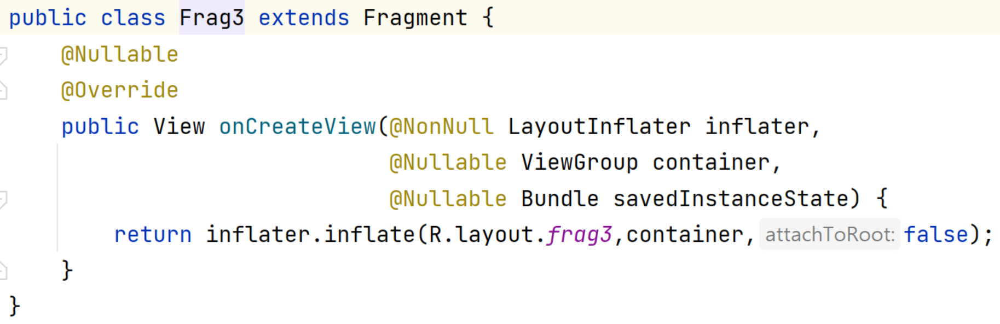 public class Frag3 extends Fragment {
@Nullable
@Override
public View onCreateView(@NonNull LayoutInflater inflater,
@Nullable ViewGroup container,
@Nullable Bundle savedInstanceState) {
return inflater.inflate(R.layout.frag3,container, attachToRoot: false);
}
}